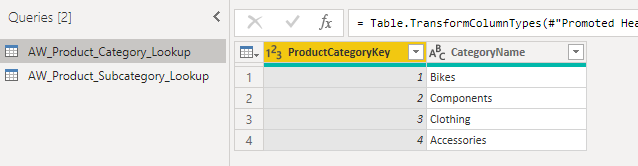 Queries [2]
fx
= Table.TransformColumnTypes(#"Promoted Hea
AW_Product_Category_Lookup
AW_Product_Subcategory_Lookup
123 ProductCategoryKey
ABC CategoryName
1 1 Bikes
2 2 Components
3 3 Clothing
4 4 Accessories